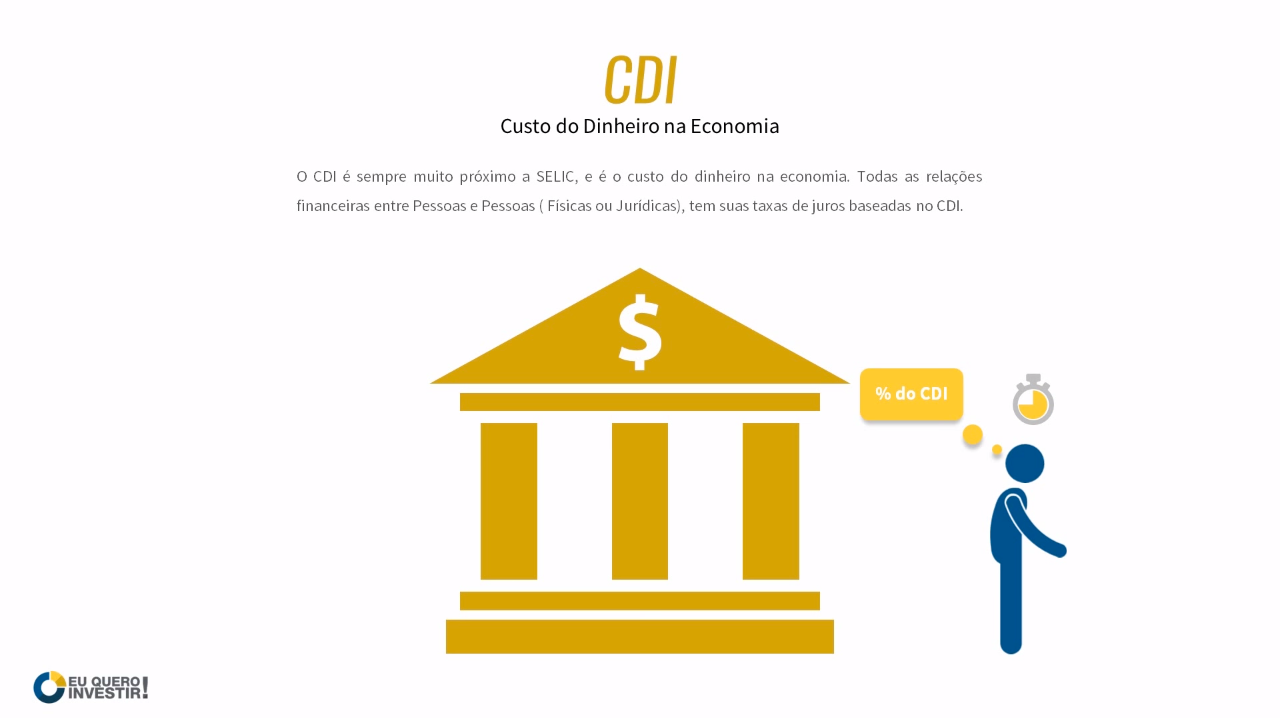 CDI
Custo do Dinheiro na Economia
O CDI é sempre muito próximo a SELIC, e é o custo do dinheiro na economia. Todas as relações
financeiras entre Pessoas e Pessoas ( Físicas ou Jurídicas), tem suas taxas de juros baseadas no CDI.
$
% do CDI
EU QUERO
INVESTIR!